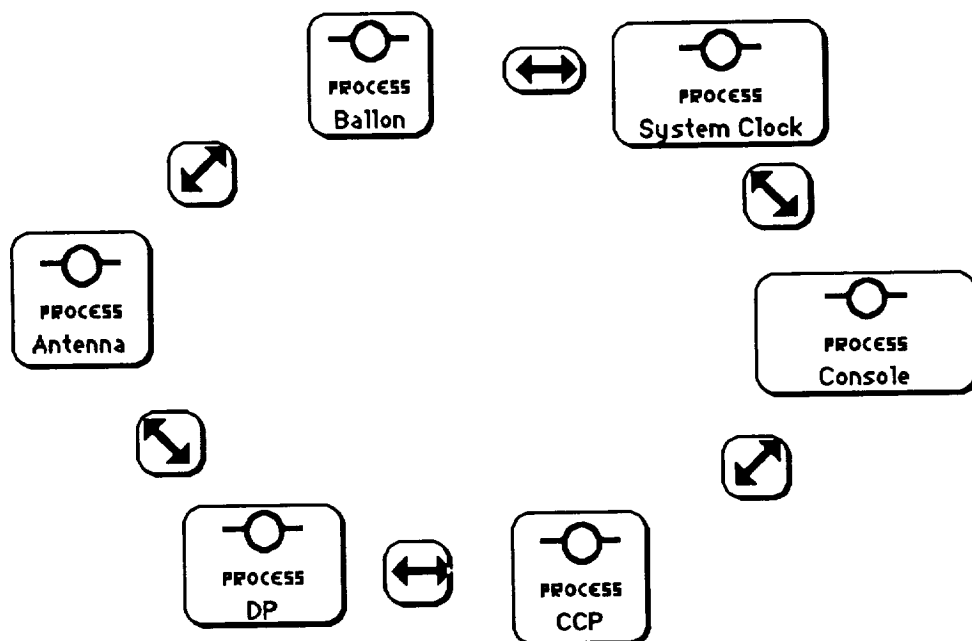 PROCESS
Ballon
PROCESS
System Clock
PROCESS
Antenna
PROCESS
Console
PROCESS
DP
PROCESS
CCP